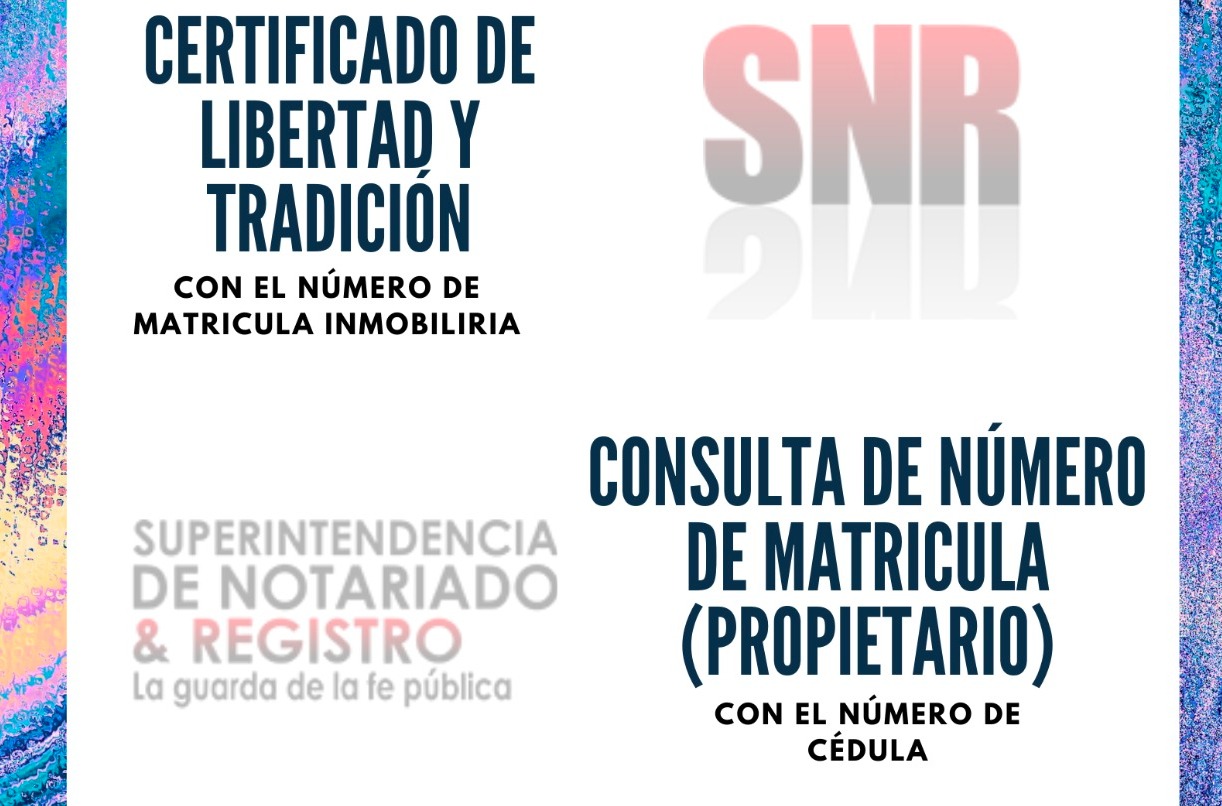 CERTIFICADO DE
LIBERTAD Y
TRADICIÓN
CON EL NÚMERO DE
MATRICULA INMOBILIRIA
SNR
SUPERINTENDENCIA
DE NOTARIADO
& REGISTRO
La guarda de la fe pública
CONSULTA DE NÚMERO
DE MATRICULA
(PROPIETARIO)
CON EL NÚMERO DE
CÉDULA